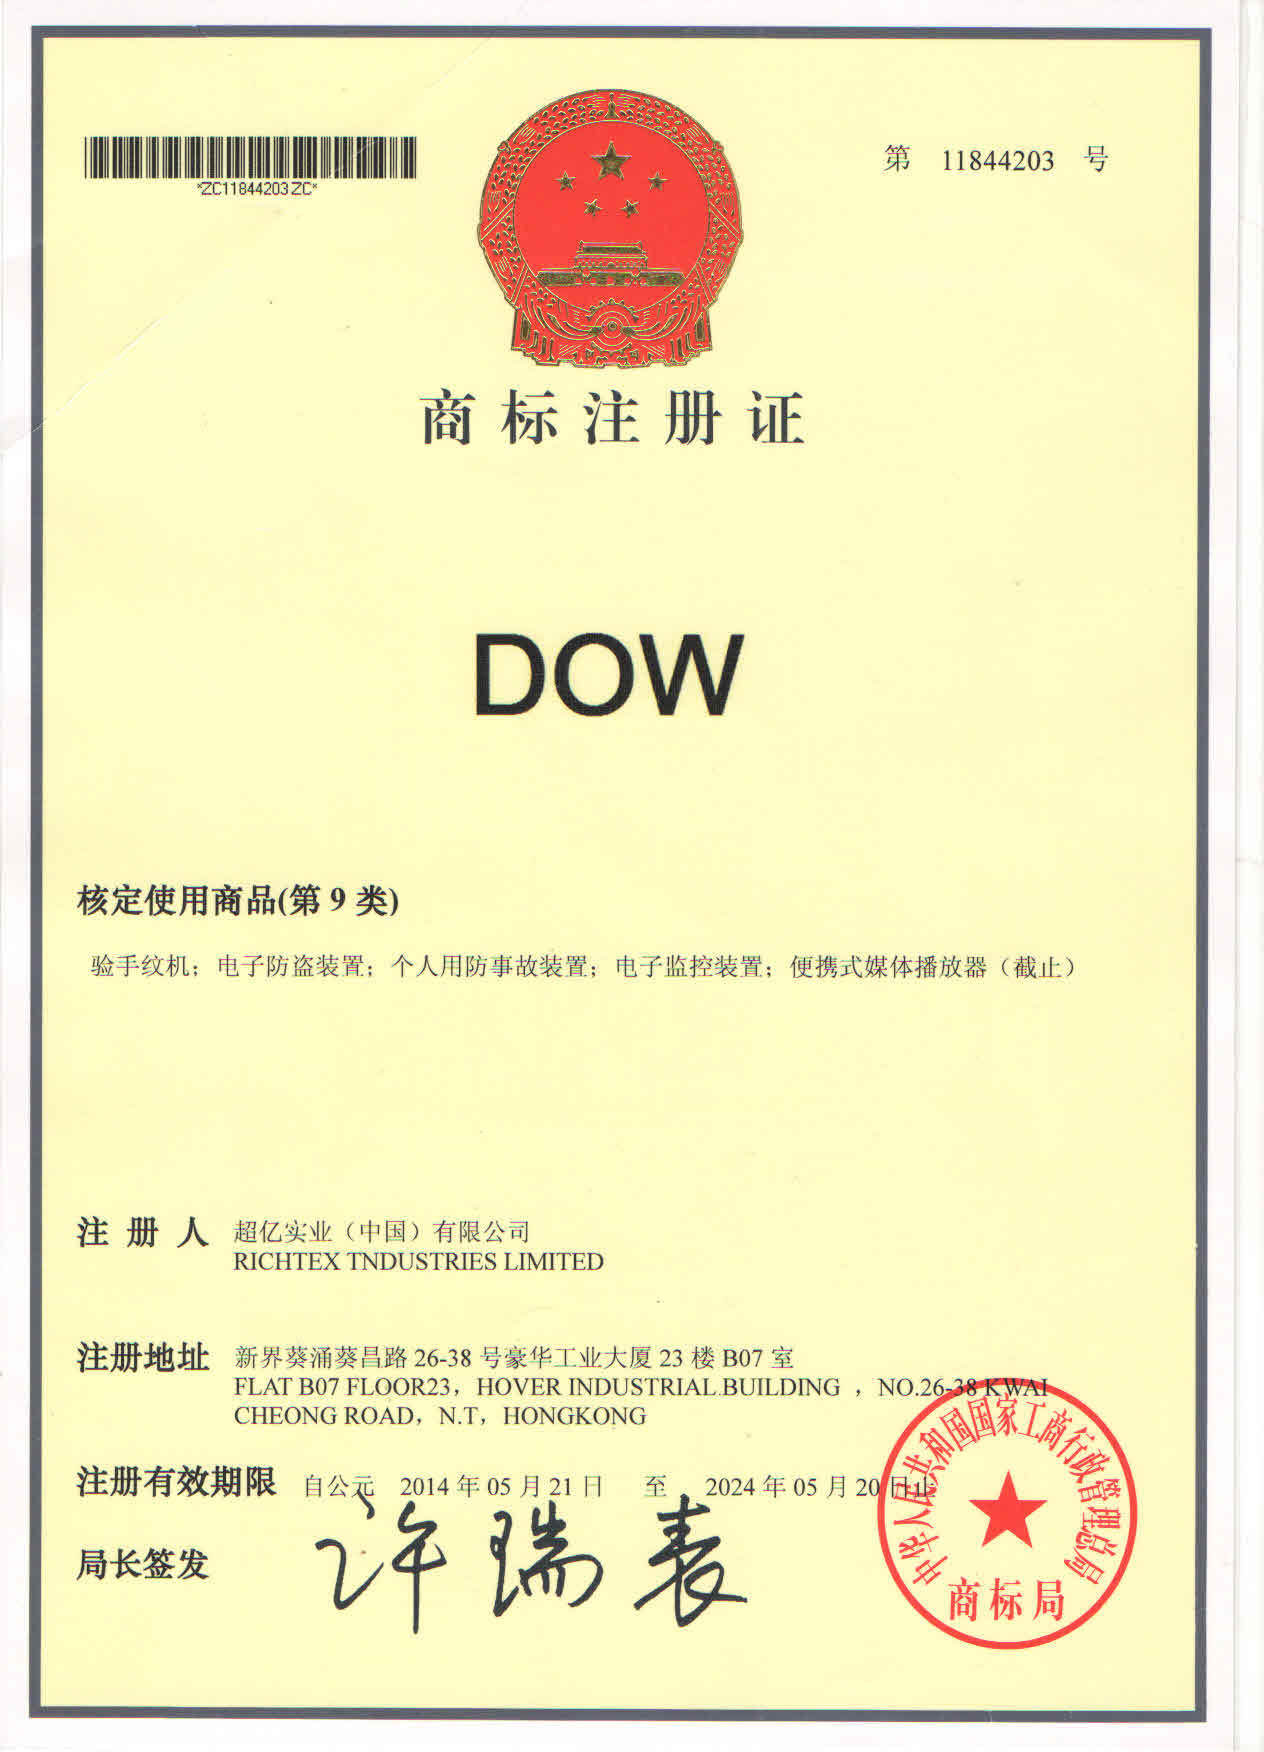 *ZC11844203ZC*
第 11844203 号
商标注册证
DOW
核定使用商品(第 9 类)
验手纹机；电子防盗装置；个人用防事故装置；电子监控装置；便携式媒体播放器（截止）
注册人 超亿实业（中国）有限公司
RICHTEX TNDUSTRIES LIMITED
注册地址 新界葵涌葵昌路 26-38 号豪华工业大厦 23 楼 B07 室
FLAT B07 FLOOR23，HOVER INDUSTRIAL.BUILDING ，NO.26-38 KWAI
CHEONG ROAD，N.T，HONGKONG
注册有效期限 自公元 2014 年 05 月 21 日 至 2024 年 05 月 20 日止
局长签发 许瑞表
中华人民共和国国家工商行政管理总局
商标局